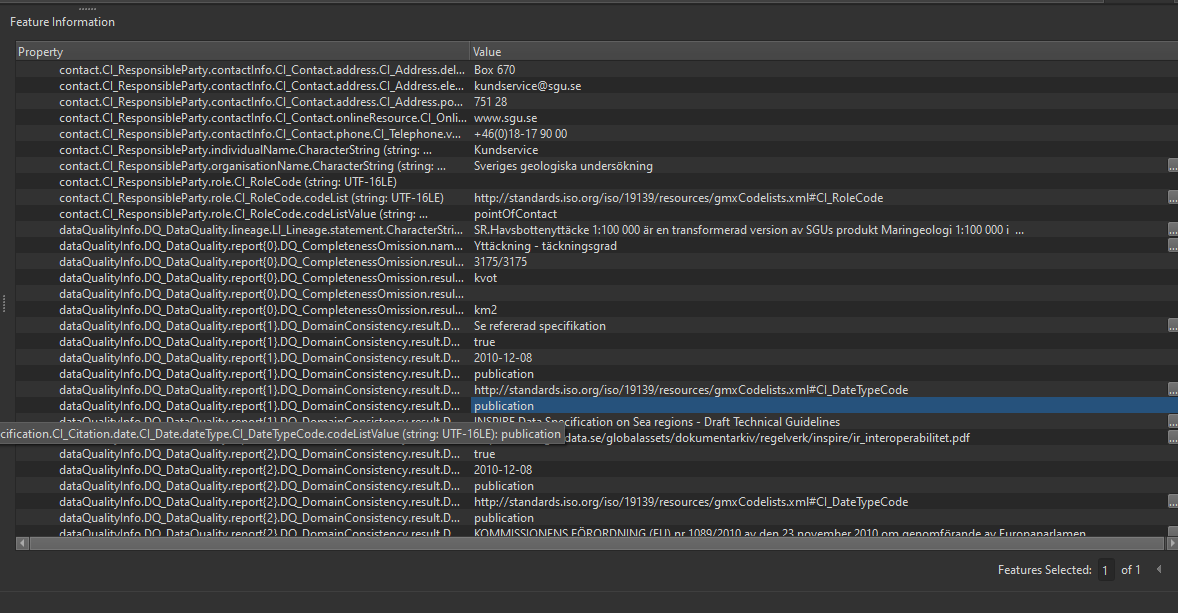 Feature Information
Property Value
contact.CI_ResponsibleParty.contactInfo.CI_Contact.address.CI_Address.del... Box 670
contact.CI_ResponsibleParty.contactInfo.CI_Contact.address.CI_Address.ele... kundservice@sgu.se
contact.CI_ResponsibleParty.contactInfo.CI_Contact.address.CI_Address.po... 751 28
contact.CI_ResponsibleParty.contactInfo.CI_Contact.onlineResource.CI_Onli... www.sgu.se
contact.CI_ResponsibleParty.contactInfo.CI_Contact.phone.CI_Telephone.v... +46(0)18-17 90 00
contact.CI_ResponsibleParty.individualName.CharacterString (string: ... Kundservice
contact.CI_ResponsibleParty.organisationName.CharacterString (string: ... Sveriges geologiska undersökning
contact.CI_ResponsibleParty.role.CI_RoleCode (string: UTF-16LE)
contact.CI_ResponsibleParty.role.CI_RoleCode.codeList (string: UTF-16LE) http://standards.iso.org/iso/19139/resources/gmxCodelists.xml#CI_RoleCode
contact.CI_ResponsibleParty.role.CI_RoleCode.codeListValue (string: ... pointOfContact
dataQualityInfo.DQ_DataQuality.lineage.LI_Lineage.statement.CharacterStri... SR.Havsbottenyttäcke 1:100 000 är en transformerad version av SGUs produkt Maringeologi 1:100 000 i ...
dataQualityInfo.DQ_DataQuality.report{0}.DQ_CompletenessOmission.nam... Yttäckning - täckningsgrad
dataQualityInfo.DQ_DataQuality.report{0}.DQ_CompletenessOmission.resul... 3175/3175
dataQualityInfo.DQ_DataQuality.report{0}.DQ_CompletenessOmission.resul... kvot
dataQualityInfo.DQ_DataQuality.report{0}.DQ_CompletenessOmission.resul...
dataQualityInfo.DQ_DataQuality.report{0}.DQ_CompletenessOmission.resul... km2
dataQualityInfo.DQ_DataQuality.report{1}.DQ_DomainConsistency.result.D... Se refererad specifikation
dataQualityInfo.DQ_DataQuality.report{1}.DQ_DomainConsistency.result.D... true
dataQualityInfo.DQ_DataQuality.report{1}.DQ_DomainConsistency.result.D... 2010-12-08
dataQualityInfo.DQ_DataQuality.report{1}.DQ_DomainConsistency.result.D... publication
dataQualityInfo.DQ_DataQuality.report{1}.DQ_DomainConsistency.result.D... http://standards.iso.org/iso/19139/resources/gmxCodelists.xml#CI_DateTypeCode
dataQualityInfo.DQ_DataQuality.report{1}.DQ_DomainConsistency.result.D... publication
dataQualityInfo.DQ_DataQuality.report{1}.DQ_DomainConsistency.result.D... INSPIRE Data Specification on Sea regions - Draft Technical Guidelines
cification.CI_Citation.date.CI_Date.dateType.CI_DateTypeCode.codeListValue (string: UTF-16LE): publication data.se/globalassets/dokumentarkiv/regelverk/inspire/ir_interoperabilitet.pdf
dataQualityInfo.DQ_DataQuality.report{2}.DQ_DomainConsistency.result.D... true
dataQualityInfo.DQ_DataQuality.report{2}.DQ_DomainConsistency.result.D... 2010-12-08
dataQualityInfo.DQ_DataQuality.report{2}.DQ_DomainConsistency.result.D... publication
dataQualityInfo.DQ_DataQuality.report{2}.DQ_DomainConsistency.result.D... http://standards.iso.org/iso/19139/resources/gmxCodelists.xml#CI_DateTypeCode
dataQualityInfo.DQ_DataQuality.report{2}.DQ_DomainConsistency.result.D... publication
dataQualityInfo.DQ_DataQuality.report{2}.DQ_DomainConsistency.result.D... KOMMISSIONENS FÖRORDNING (EU) nr 1089/2010 av den 23 november 2010 om genomförande av Europaparlamen
Features Selected: 1 of 1